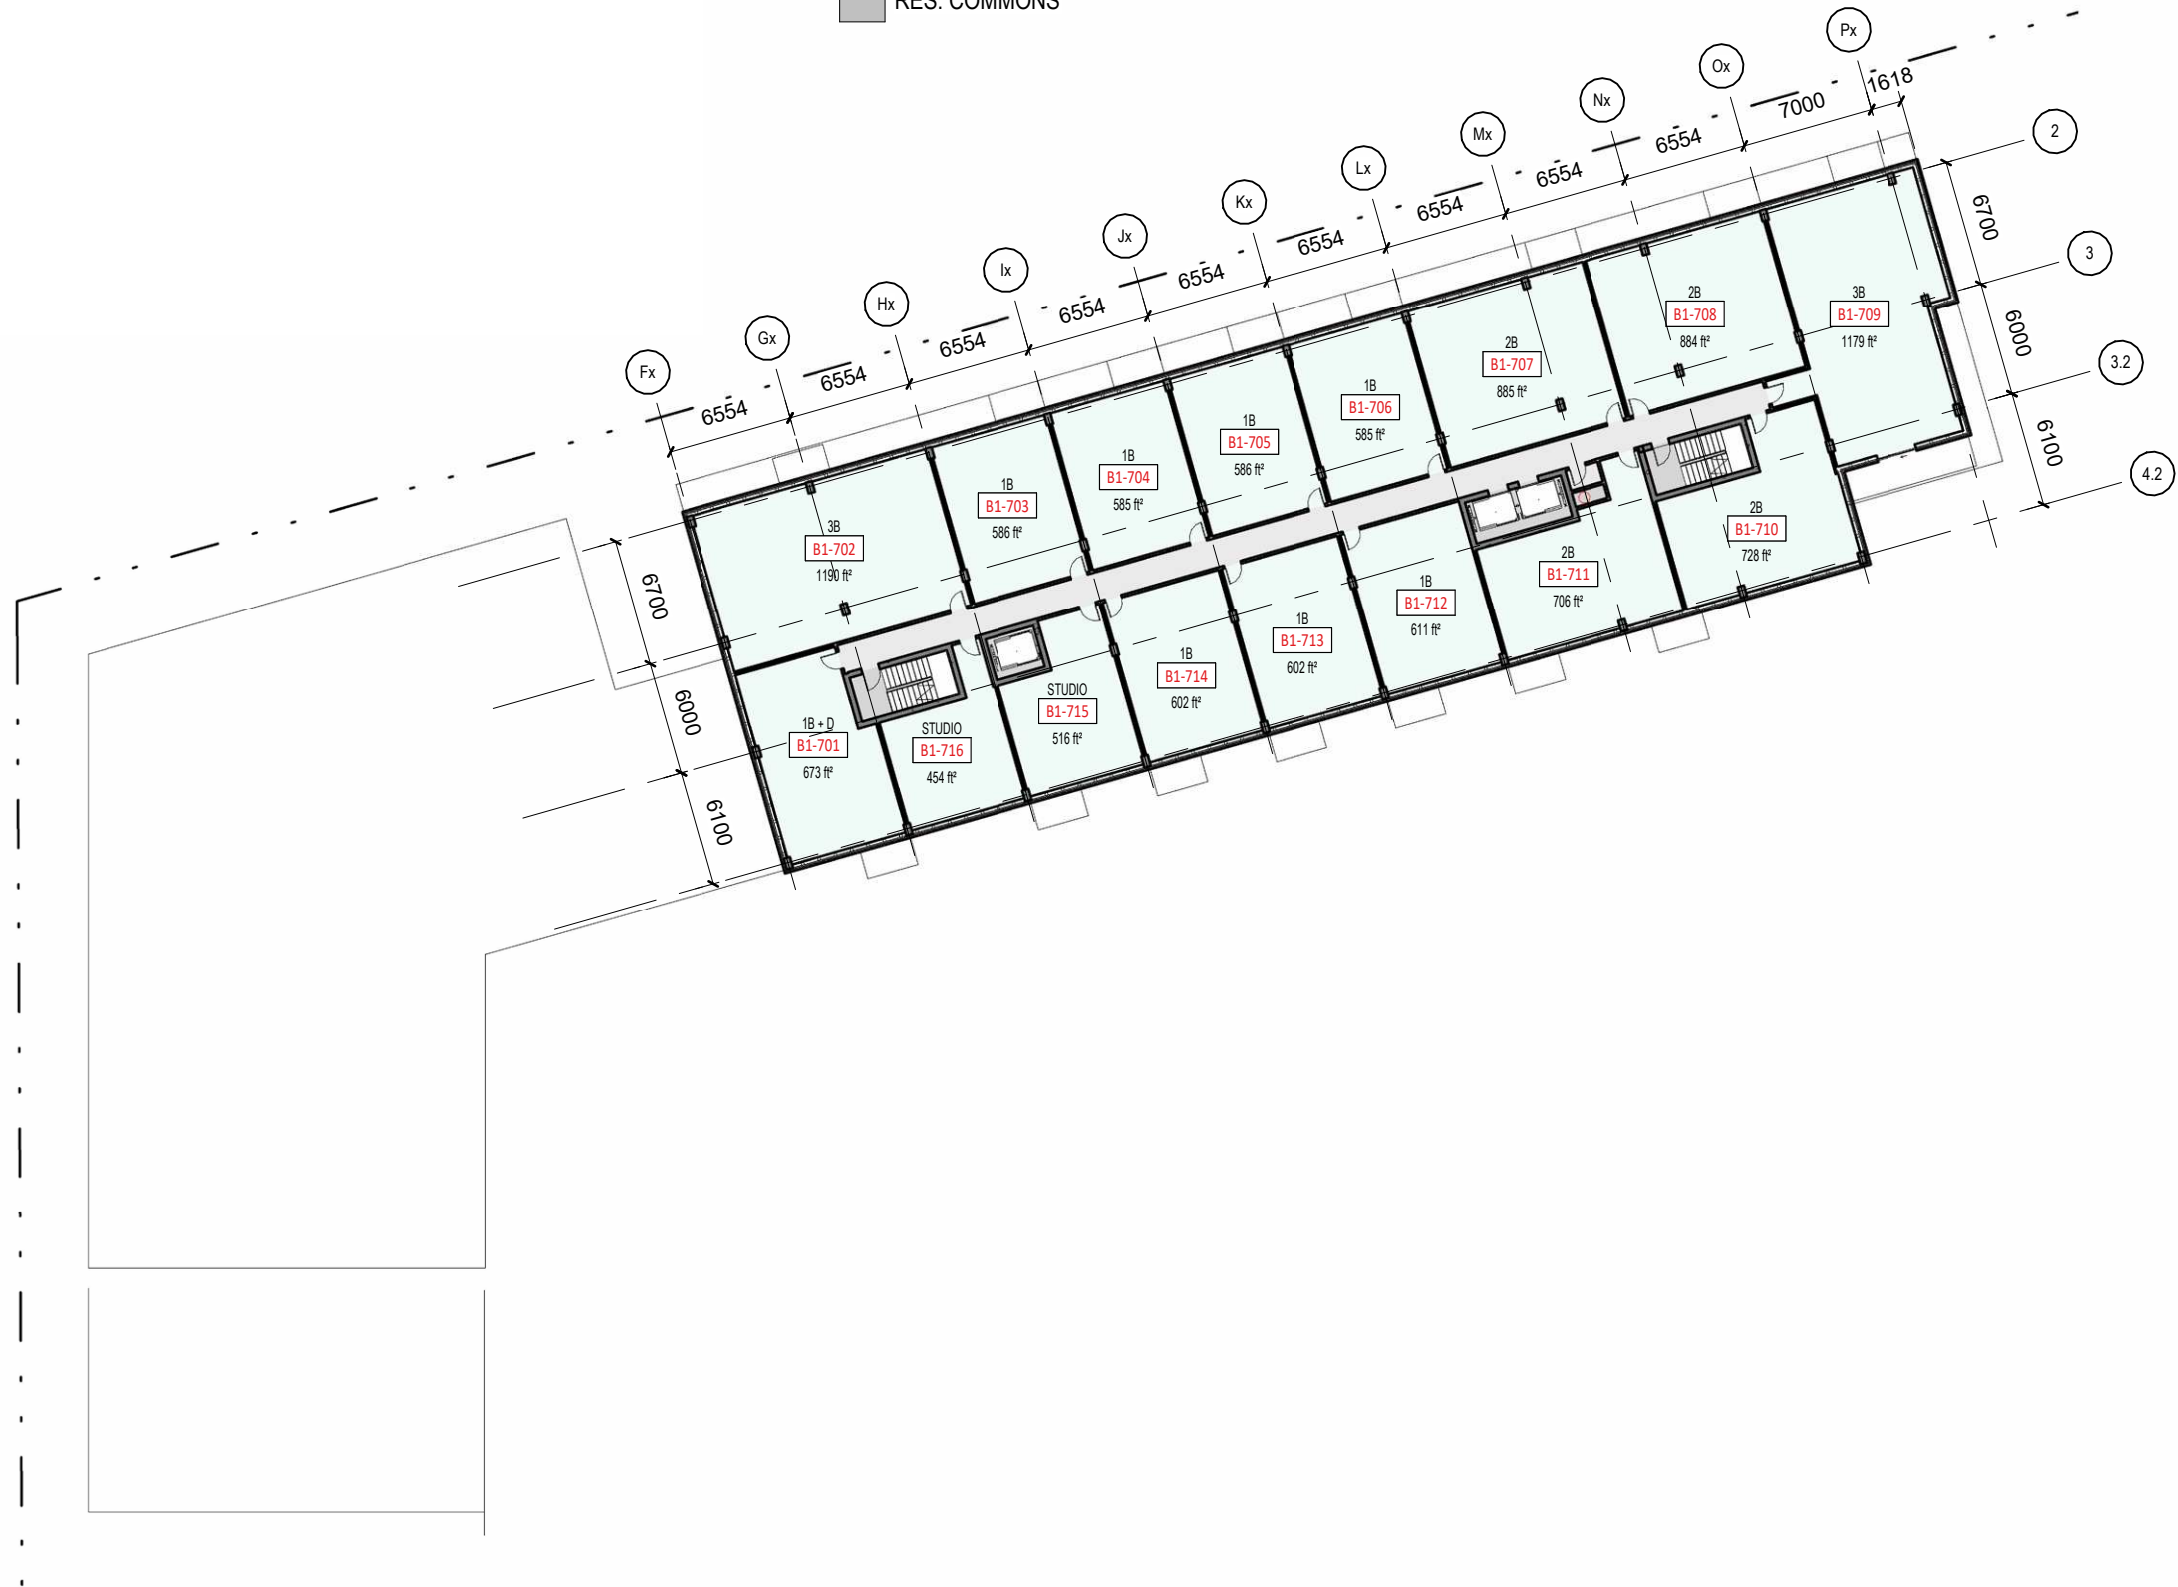 RES. COMMONS
Px
Ox
Nx
Mx
Lx
Kx
Jx
Ix
Hx
Gx
Fx
1618
7000
6554
6554
6554
6554
6554
6554
6554
6554
6554
2
3
3.2
4.2
6700
6000
6100
6700
6000
6100
3B
B1-709
1179 ft²
2B
B1-708
884 ft²
2B
B1-707
885 ft²
1B
B1-706
585 ft²
1B
B1-705
586 ft²
1B
B1-704
585 ft²
1B
B1-703
586 ft²
3B
B1-702
1190 ft²
2B
B1-710
728 ft²
2B
B1-711
706 ft²
1B
B1-712
611 ft²
1B
B1-713
602 ft²
1B
B1-714
602 ft²
STUDIO
B1-715
516 ft²
STUDIO
B1-716
454 ft²
1B + D
B1-701
673 ft²